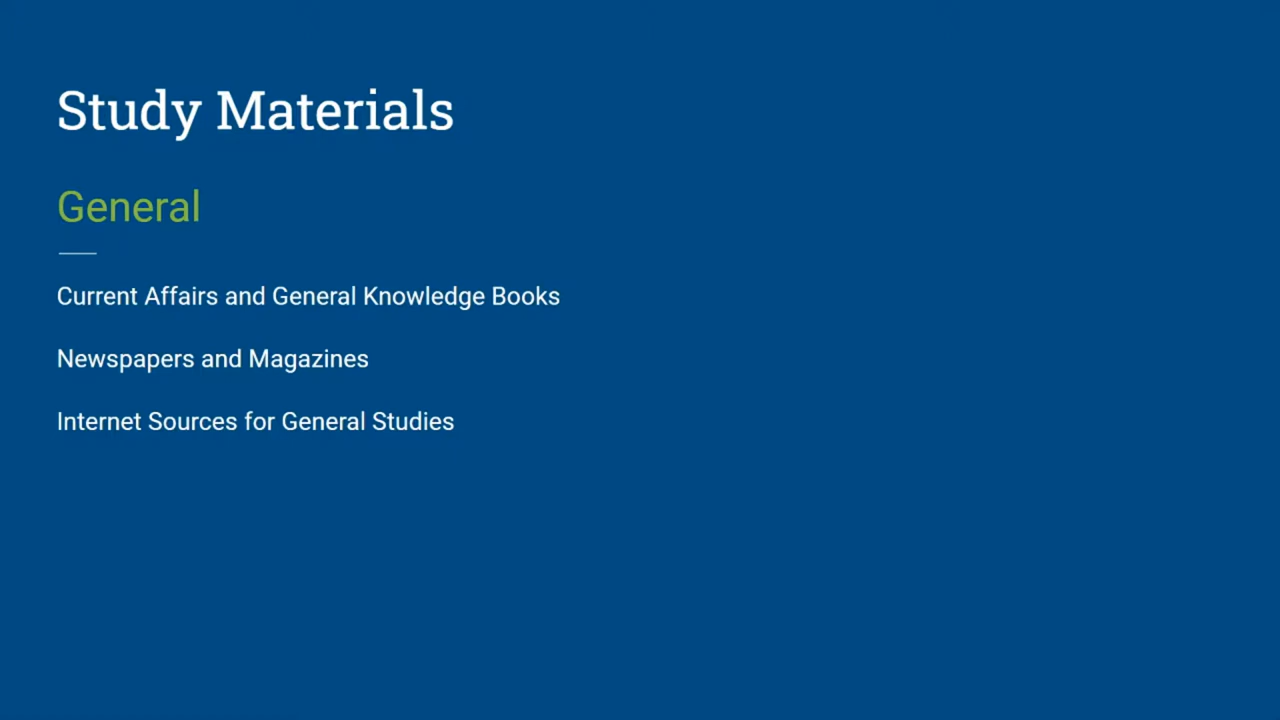 Study Materials
General
Current Affairs and General Knowledge Books
Newspapers and Magazines
Internet Sources for General Studies